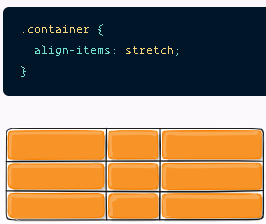 .container {
  align-items: stretch;
}